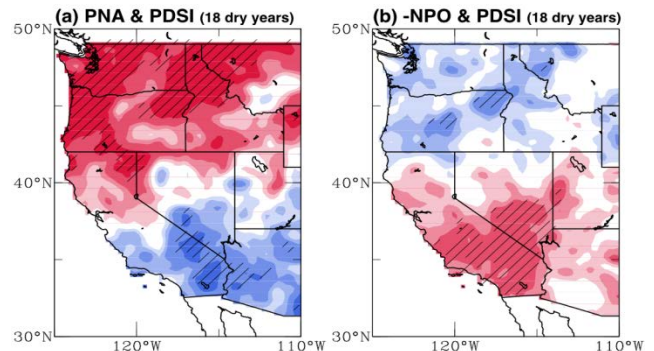 (a) PNA & PDSI (18 dry years)
(b) -NPO & PDSI (18 dry years)
50°N
50°N
40°N
40°N
30°N
30°N
120°W
110°W
120°W
110°W